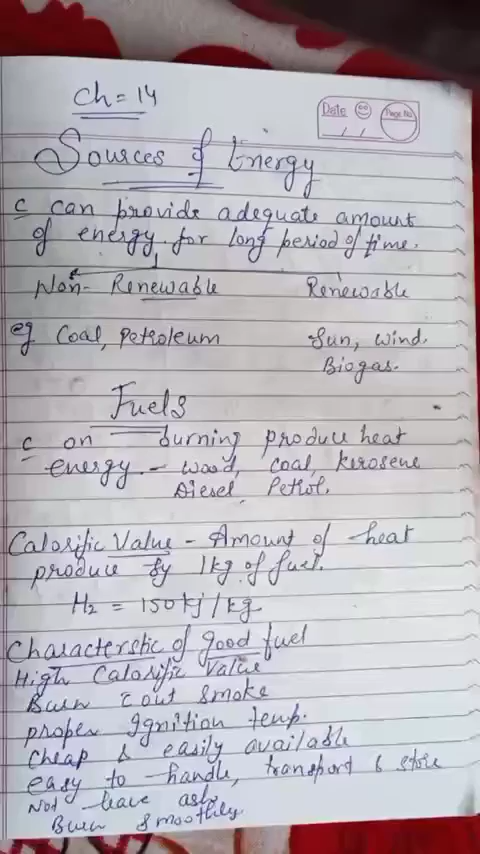 Ch = 14
Date
Page No
Sources of Energy
c can provide adequate amount
of energy for long period of time.
Non-Renewable Renewable
eg Coal, Petroleum Sun, wind.
Biogas.
Fuels
c on burning produce heat
energy - wood, coal, kerosene
Diesel, Petrol.
Calorific Value - Amount of heat
produce by 1kg of fuel.
H2 = 150 kj/kg
Characterstic of good fuel
High Calorific Value
Burn c out smoke
proper Ignition temp.
Cheap & easily available
easy to handle, transport & store
Not leave ash
Burn smoothly.